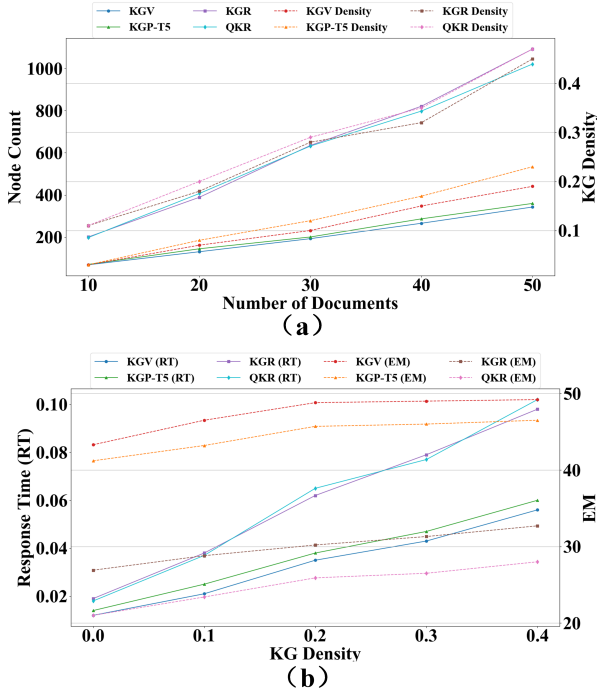 KGV KGR KGV Density KGR Density
KGP-T5 QKR KGP-T5 Density QKR Density
1000
800
600
400
200
Node Count
0.4
0.3
0.2
0.1
KG Density
10 20 30 40 50
Number of Documents
(a)
KGV (RT) KGR (RT) KGV (EM) KGR (EM)
KGP-T5 (RT) QKR (RT) KGP-T5 (EM) QKR (EM)
0.10
0.08
0.06
0.04
0.02
Response Time (RT)
50
40
30
20
EM
0.0 0.1 0.2 0.3 0.4
KG Density
(b)